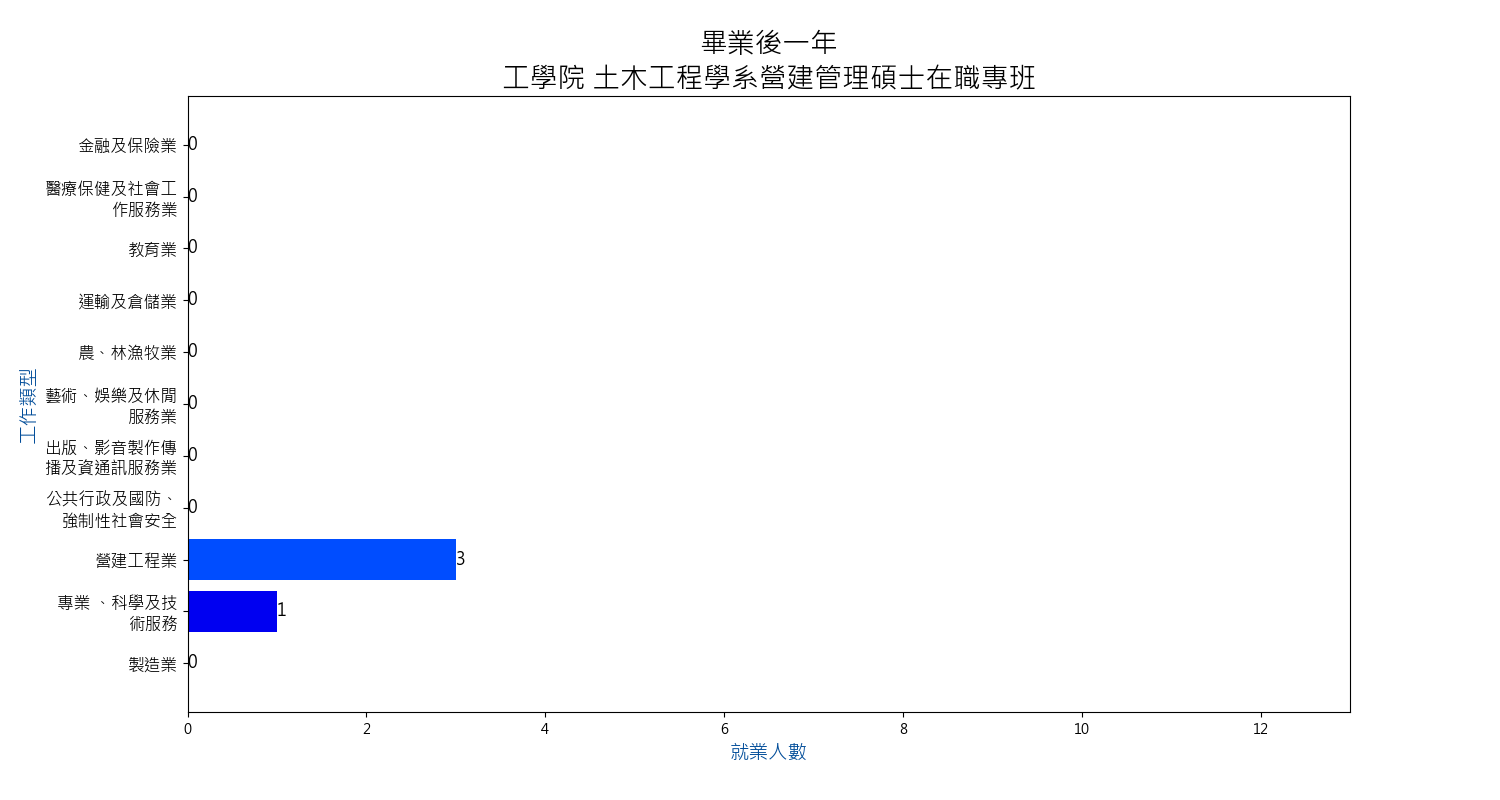 畢業後一年
工學院 土木工程學系營建管理碩士在職專班
金融及保險業
0
醫療保健及社會工
作服務業
0
教育業
0
運輸及倉儲業
0
農、林漁牧業
0
藝術、娛樂及休閒
服務業
0
出版、影音製作傳
播及資通訊服務業
0
公共行政及國防、
強制性社會安全
0
營建工程業
3
專業 、科學及技
術服務
1
製造業
0
工作類型
0 2 4 6 8 10 12
就業人數